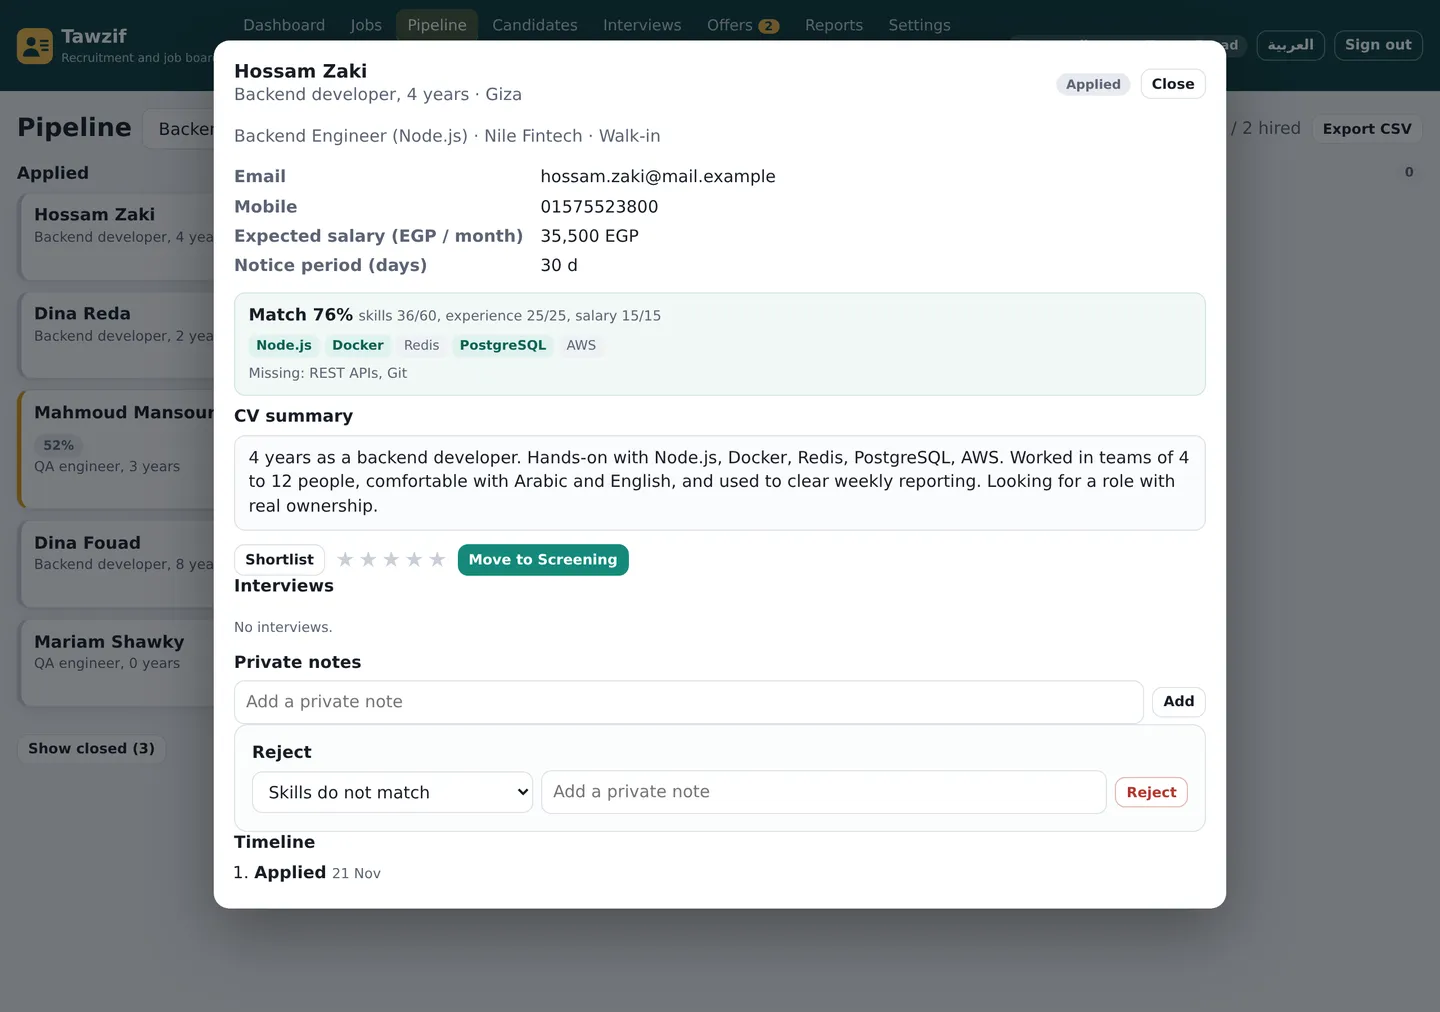 Tawzif
Recruitment and job boar
Dashboard
Jobs
Pipeline
Candidates
Interviews
Offers 2
Reports
Settings
ad
العربية
Sign out
Pipeline
Backer
/ 2 hired
Export CSV
Applied
0
Hossam Zaki
Backend developer, 4 yea
Dina Reda
Backend developer, 2 yea
Mahmoud Mansour
52%
QA engineer, 3 years
Dina Fouad
Backend developer, 8 yea
Mariam Shawky
QA engineer, 0 years
Show closed (3)
Hossam Zaki
Backend developer, 4 years · Giza
Applied
Close
Backend Engineer (Node.js) · Nile Fintech · Walk-in
Email hossam.zaki@mail.example
Mobile 01575523800
Expected salary (EGP / month) 35,500 EGP
Notice period (days) 30 d
Match 76% skills 36/60, experience 25/25, salary 15/15
Node.js Docker Redis PostgreSQL AWS
Missing: REST APIs, Git
CV summary
4 years as a backend developer. Hands-on with Node.js, Docker, Redis, PostgreSQL, AWS. Worked in teams of 4
to 12 people, comfortable with Arabic and English, and used to clear weekly reporting. Looking for a role with
real ownership.
Shortlist ★ ★ ★ ★ ★ Move to Screening
Interviews
No interviews.
Private notes
Add a private note
Add
Reject
Skills do not match
Add a private note
Reject
Timeline
1. Applied 21 Nov